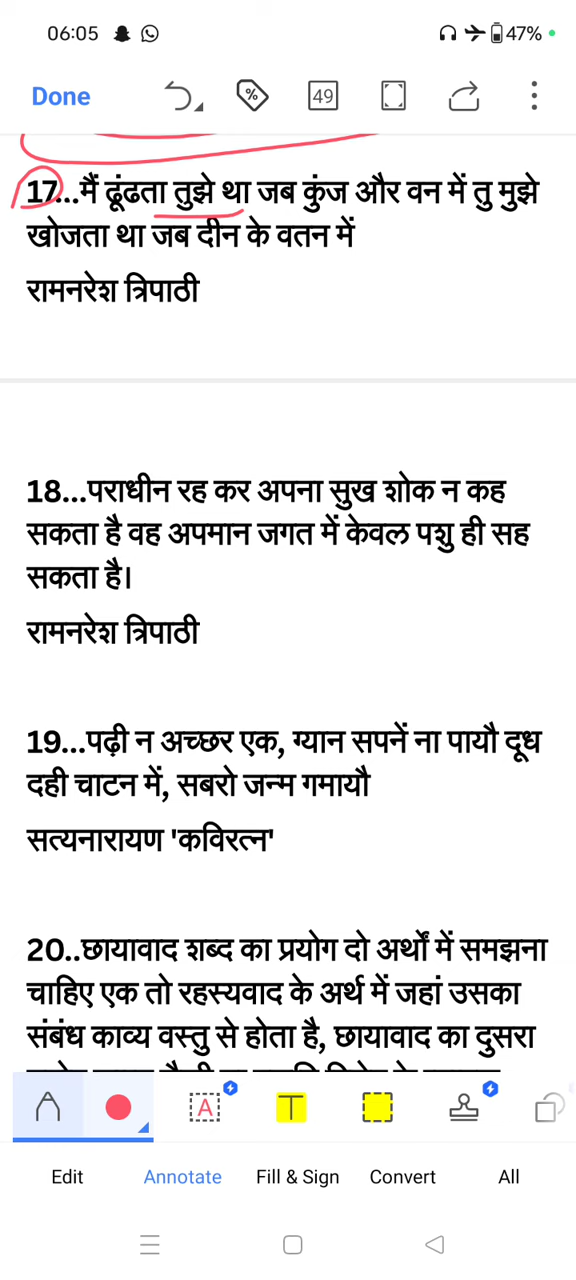 06:05
47%
Done
%
49
17...मैं ढूंढता तुझे था जब कुंज और वन में तु मुझे
खोजता था जब दीन के वतन में
रामनरेश त्रिपाठी
18...पराधीन रह कर अपना सुख शोक न कह
सकता है वह अपमान जगत में केवल पशु ही सह
सकता है।
रामनरेश त्रिपाठी
19...पढ़ी न अच्छर एक, ग्यान सपनें ना पायौ दूध
दही चाटन में, सबरो जन्म गमायौ
सत्यनारायण 'कविरत्न'
20..छायावाद शब्द का प्रयोग दो अर्थों में समझना
चाहिए एक तो रहस्यवाद के अर्थ में जहां उसका
संबंध काव्य वस्तु से होता है, छायावाद का दुसरा
A
T
Edit
Annotate
Fill & Sign
Convert
All